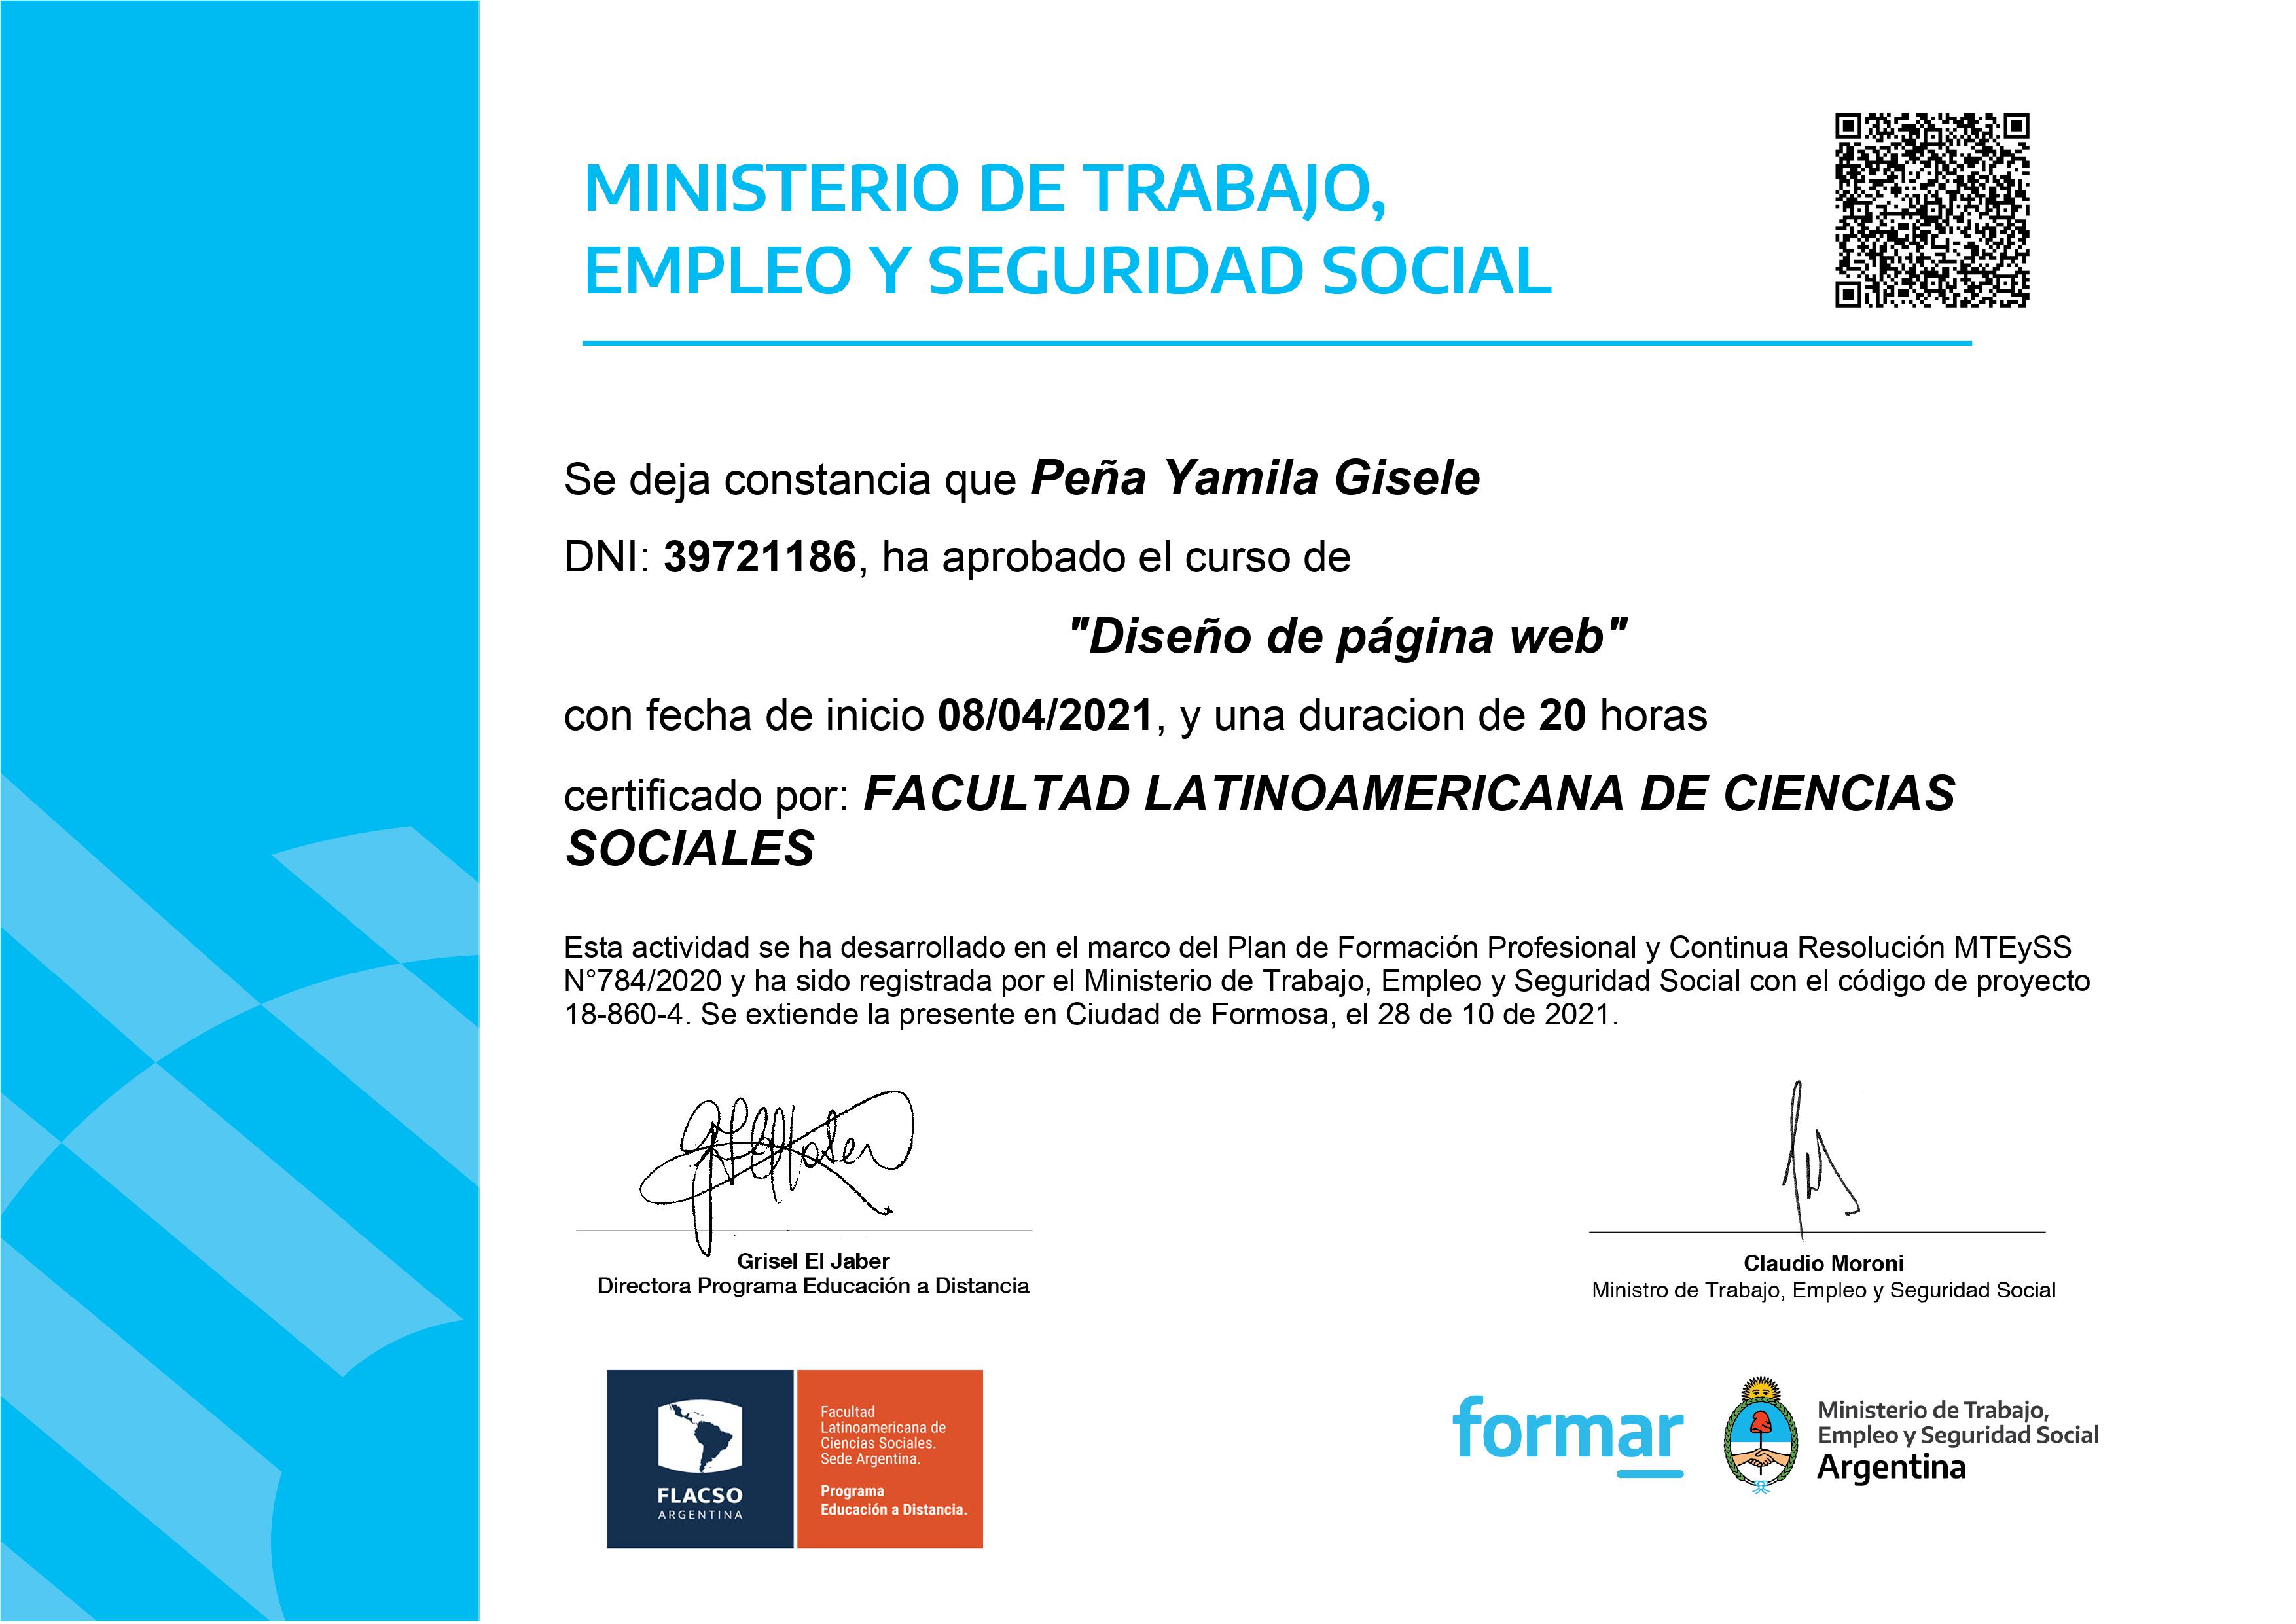 MINISTERIO DE TRABAJO,
EMPLEO Y SEGURIDAD SOCIAL
Se deja constancia que Peña Yamila Gisele
DNI: 39721186, ha aprobado el curso de
"Diseño de página web"
con fecha de inicio 08/04/2021, y una duracion de 20 horas
certificado por: FACULTAD LATINOAMERICANA DE CIENCIAS
SOCIALES
Esta actividad se ha desarrollado en el marco del Plan de Formación Profesional y Continua Resolución MTEySS
N°784/2020 y ha sido registrada por el Ministerio de Trabajo, Empleo y Seguridad Social con el código de proyecto
18-860-4. Se extiende la presente en Ciudad de Formosa, el 28 de 10 de 2021.
Grisel El Jaber
Directora Programa Educación a Distancia
Claudio Moroni
Ministro de Trabajo, Empleo y Seguridad Social
FLACSO
ARGENTINA
Facultad
Latinoamericana de
Ciencias Sociales.
Sede Argentina.
Programa
Educación a Distancia.
formar
Ministerio de Trabajo,
Empleo y Seguridad Social
Argentina